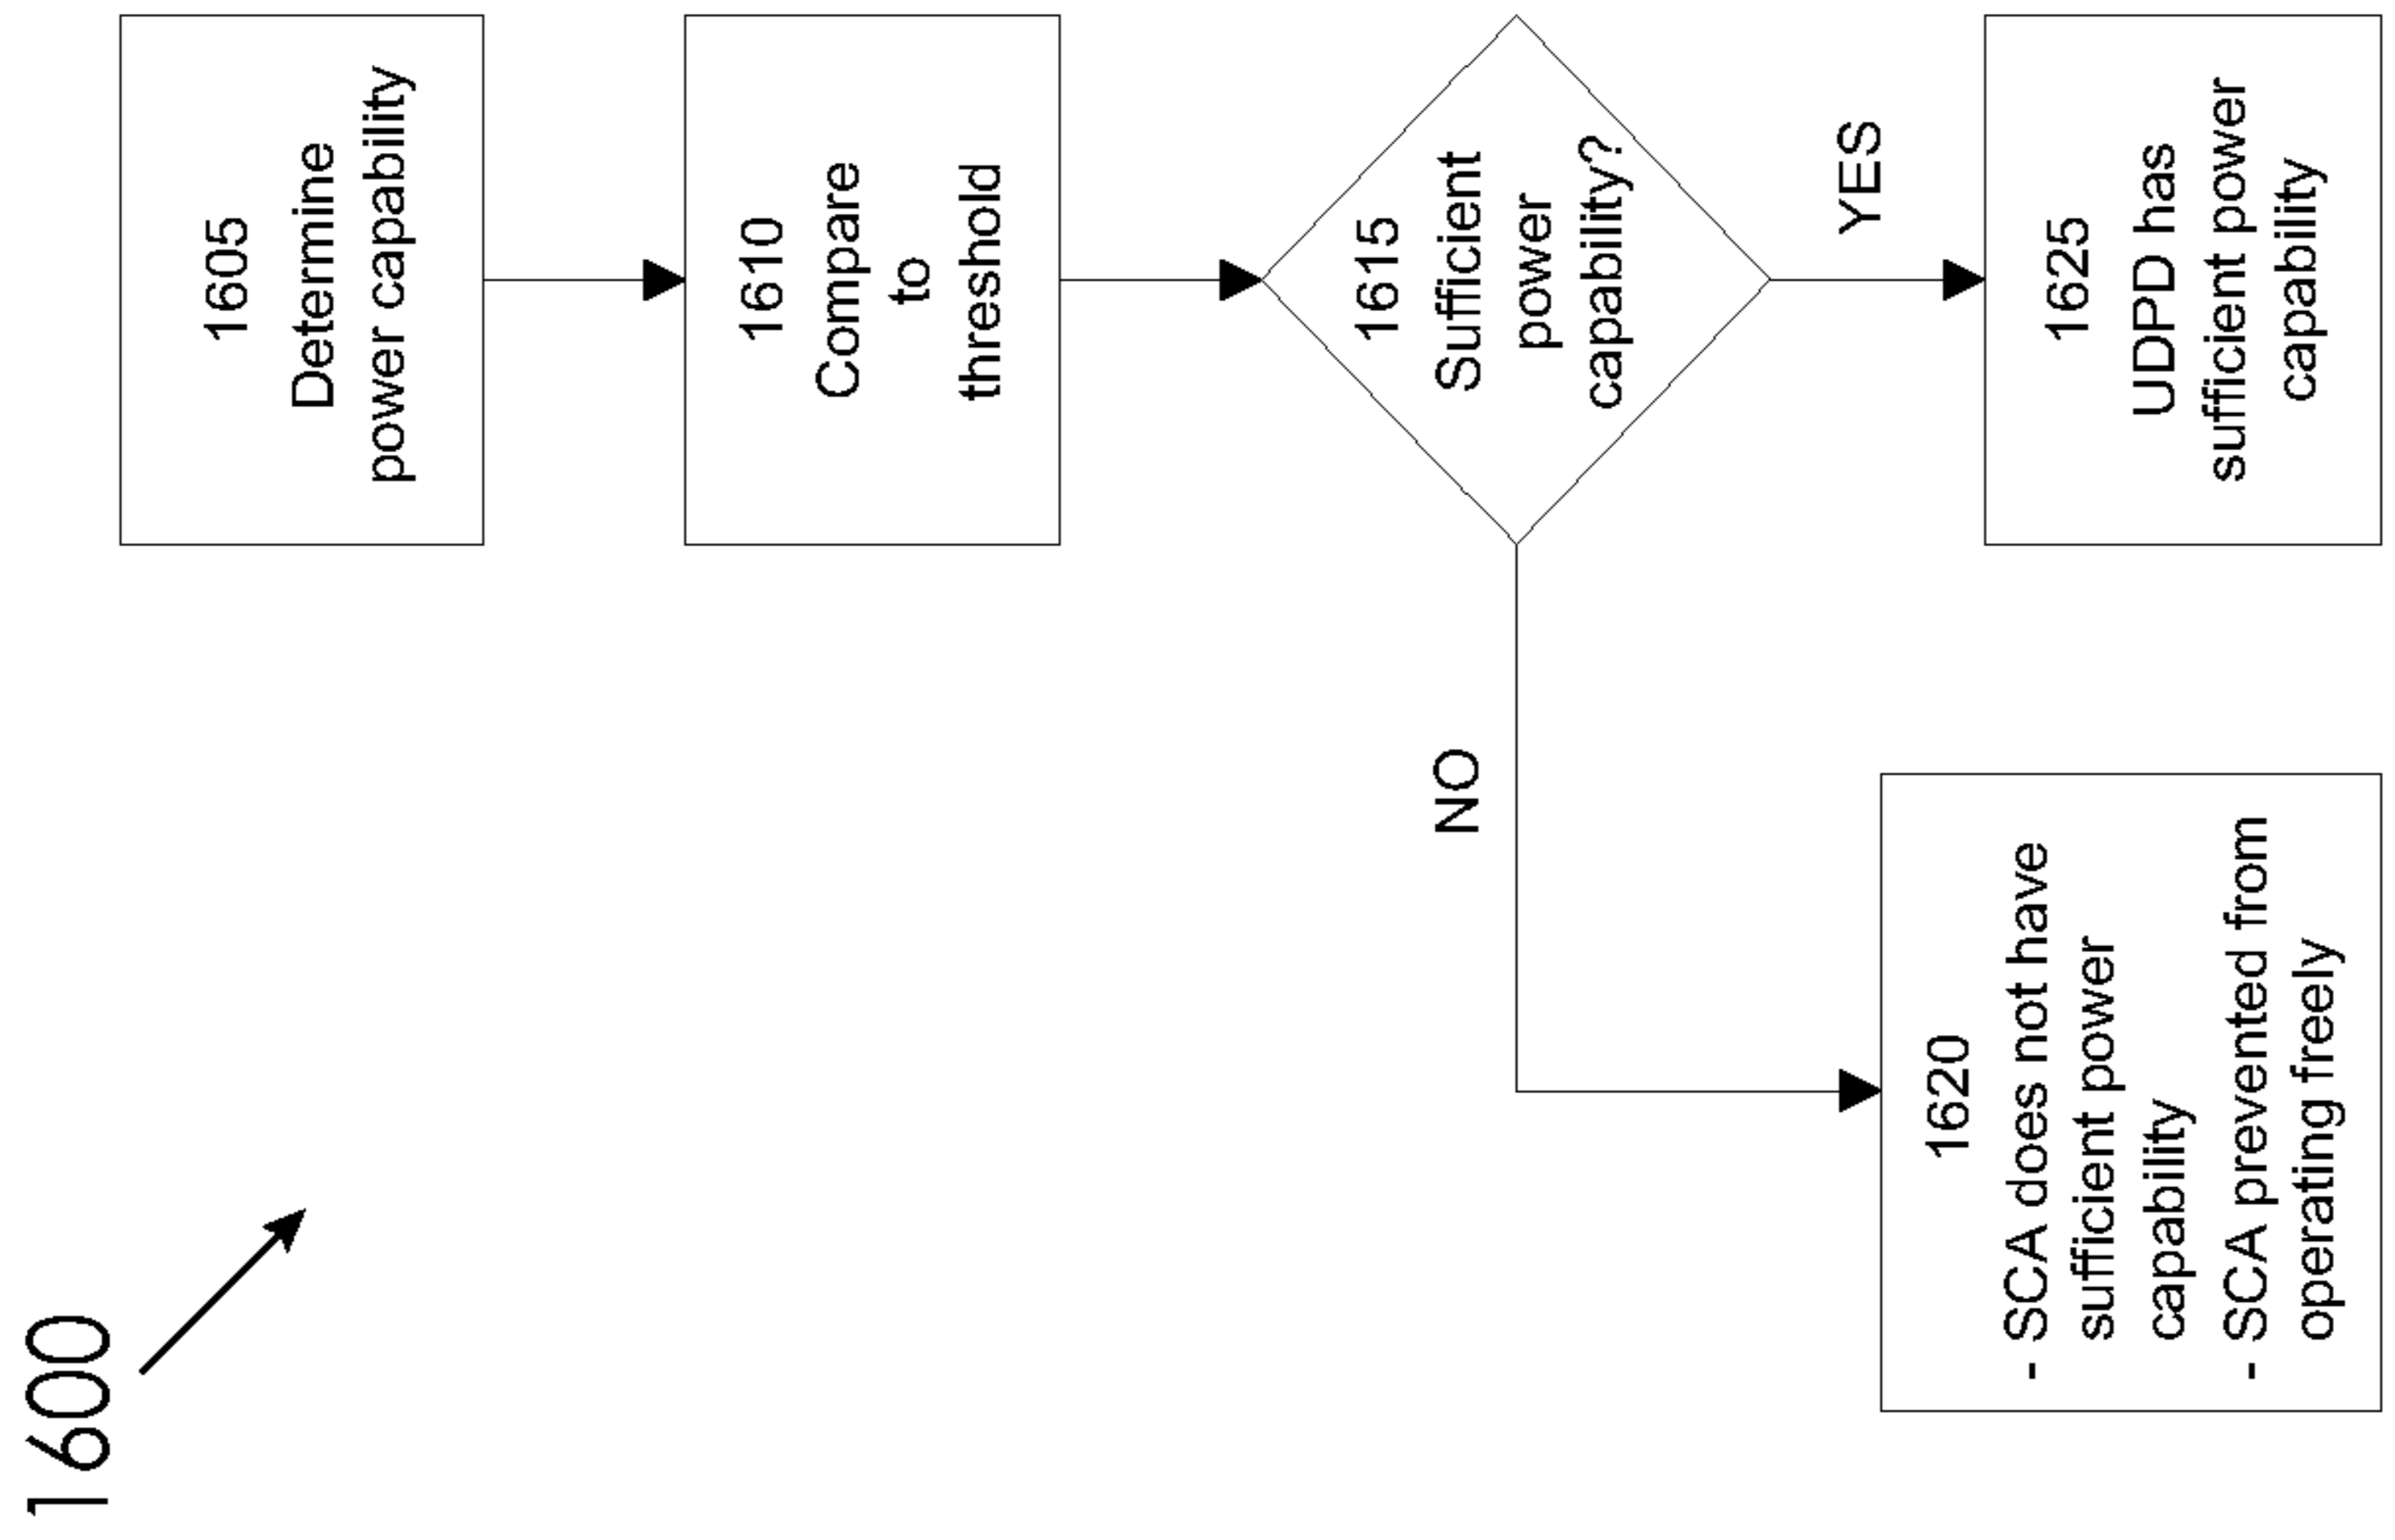 1600
1605
Determine
power capability
1610
Compare
to
threshold
1615
Sufficient
power
capability?
NO
YES
1620
- SCA does not have
sufficient power
capability
- SCA prevented from
operating freely
1625
UDPD has
sufficient power
capability